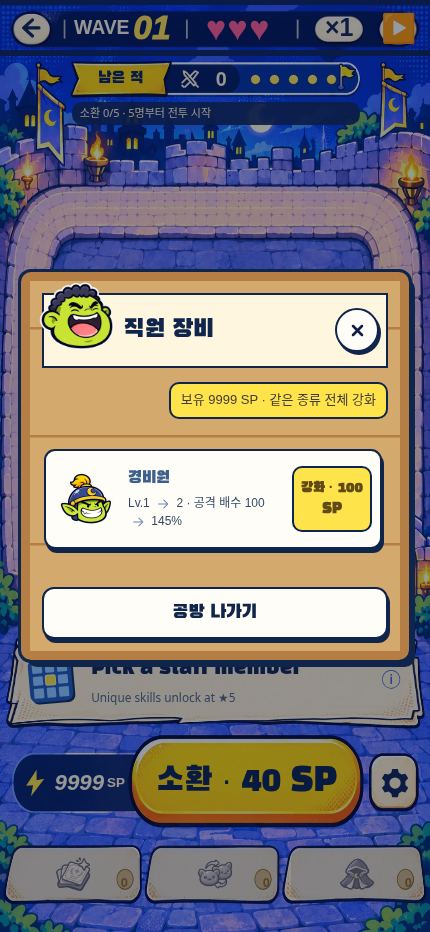 WAVE 01
×1
남은 적
0
소환 0/5 · 5명부터 전투 시작
직원 장비
보유 9999 SP · 같은 종류 전체 강화
경비원
Lv.1 → 2 · 공격 배수 100
→ 145%
강화 · 100
SP
공방 나가기
Pick a staff member
Unique skills unlock at ★5
9999 SP
소환 · 40 SP
0
0
0